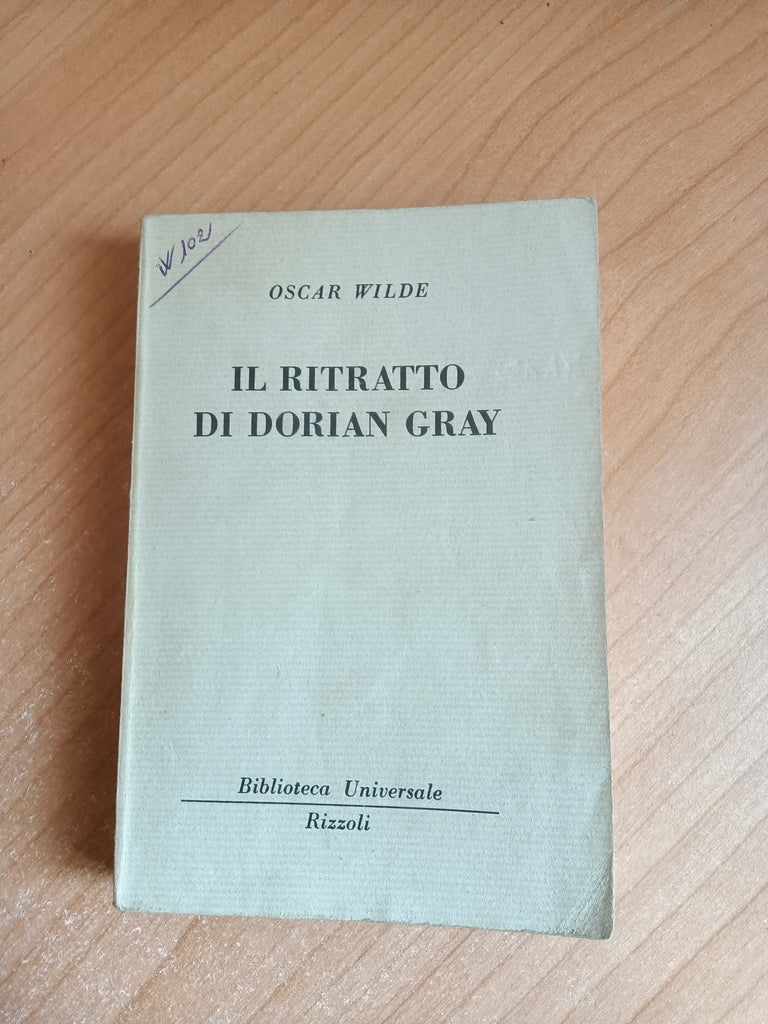 W 102
OSCAR WILDE
IL RITRATTO
DI DORIAN GRAY
Biblioteca Universale
Rizzoli